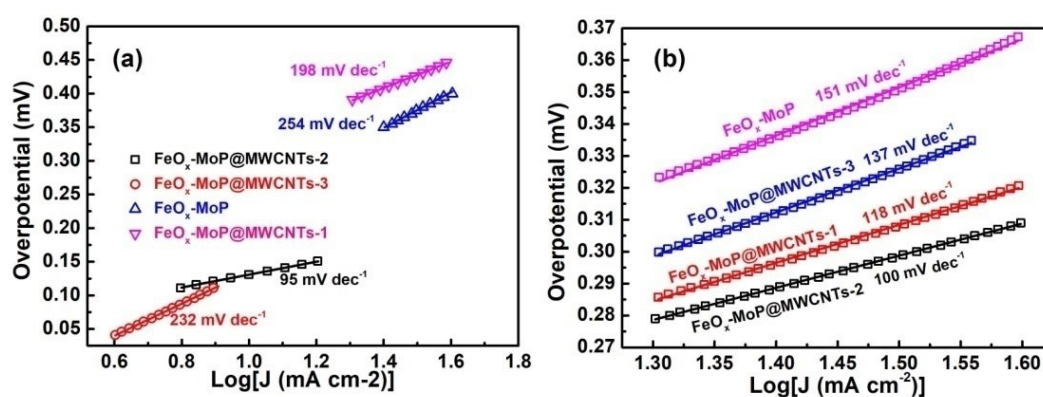 (a)
0.50
0.45
0.40
0.35
0.30
0.25
0.20
0.15
0.10
0.05
Overpotential (mV)
198 mV dec⁻¹
254 mV dec⁻¹
FeOₓ-MoP@MWCNTs-2
FeOₓ-MoP@MWCNTs-3
FeOₓ-MoP
FeOₓ-MoP@MWCNTs-1
95 mV dec⁻¹
232 mV dec⁻¹
0.6 0.8 1.0 1.2 1.4 1.6 1.8
Log[J (mA cm-2)]
(b)
0.37
0.36
0.35
0.34
0.33
0.32
0.31
0.30
0.29
0.28
0.27
Overpotential (mV)
FeOₓ-MoP 151 mV dec⁻¹
FeOₓ-MoP@MWCNTs-3 137 mV dec⁻¹
FeOₓ-MoP@MWCNTs-1 118 mV dec⁻¹
FeOₓ-MoP@MWCNTs-2 100 mV dec⁻¹
1.30 1.35 1.40 1.45 1.50 1.55 1.60
Log[J (mA cm⁻²)]